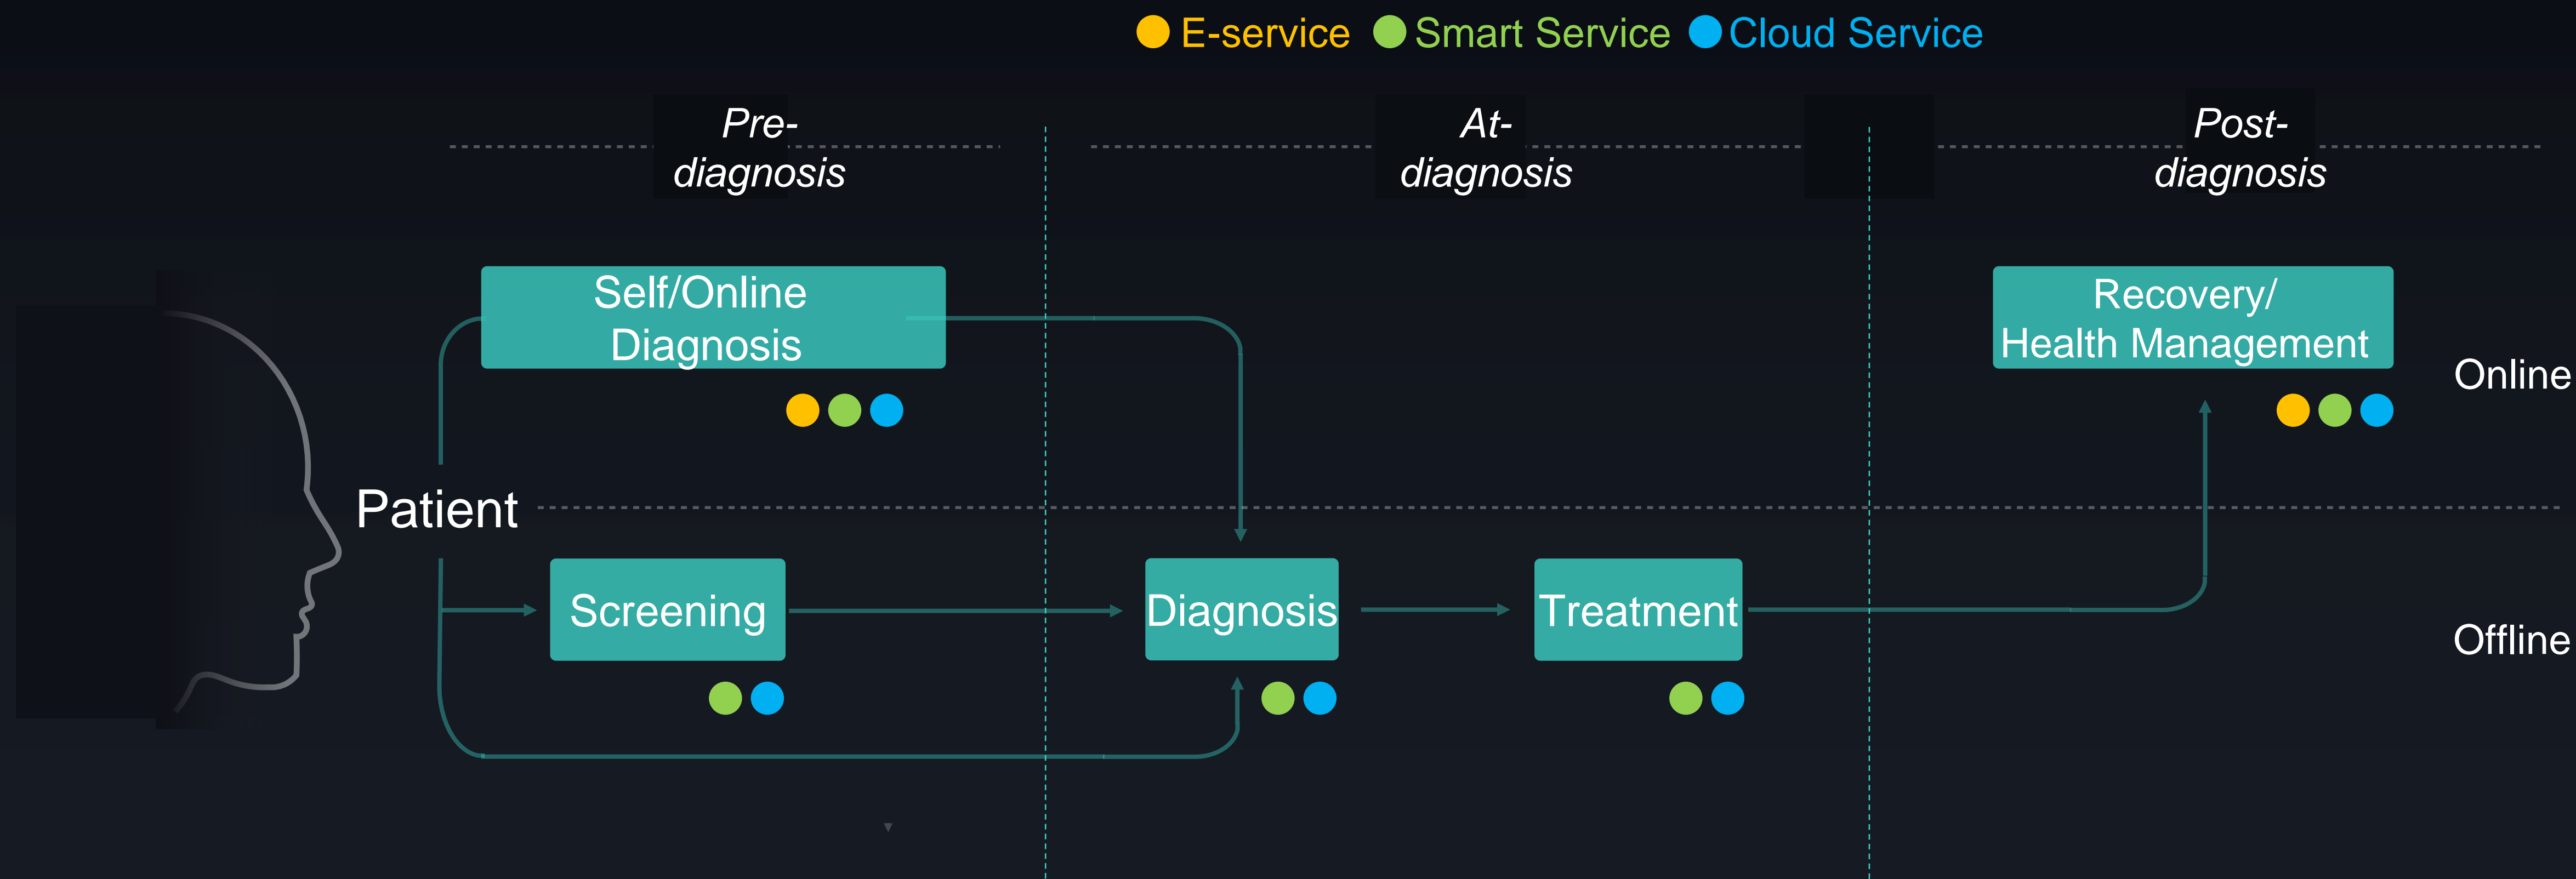 E-service Smart Service Cloud Service
Pre-
diagnosis
At-
diagnosis
Post-
diagnosis
Self/Online
Diagnosis
Recovery/
Health Management
Online
Patient
Screening
Diagnosis
Treatment
Offline